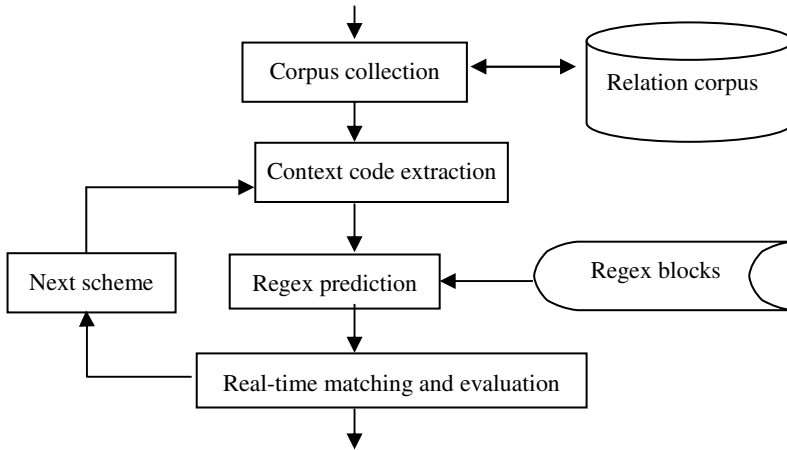 Corpus collection
Relation corpus
Context code extraction
Next scheme
Regex prediction
Regex blocks
Real-time matching and evaluation